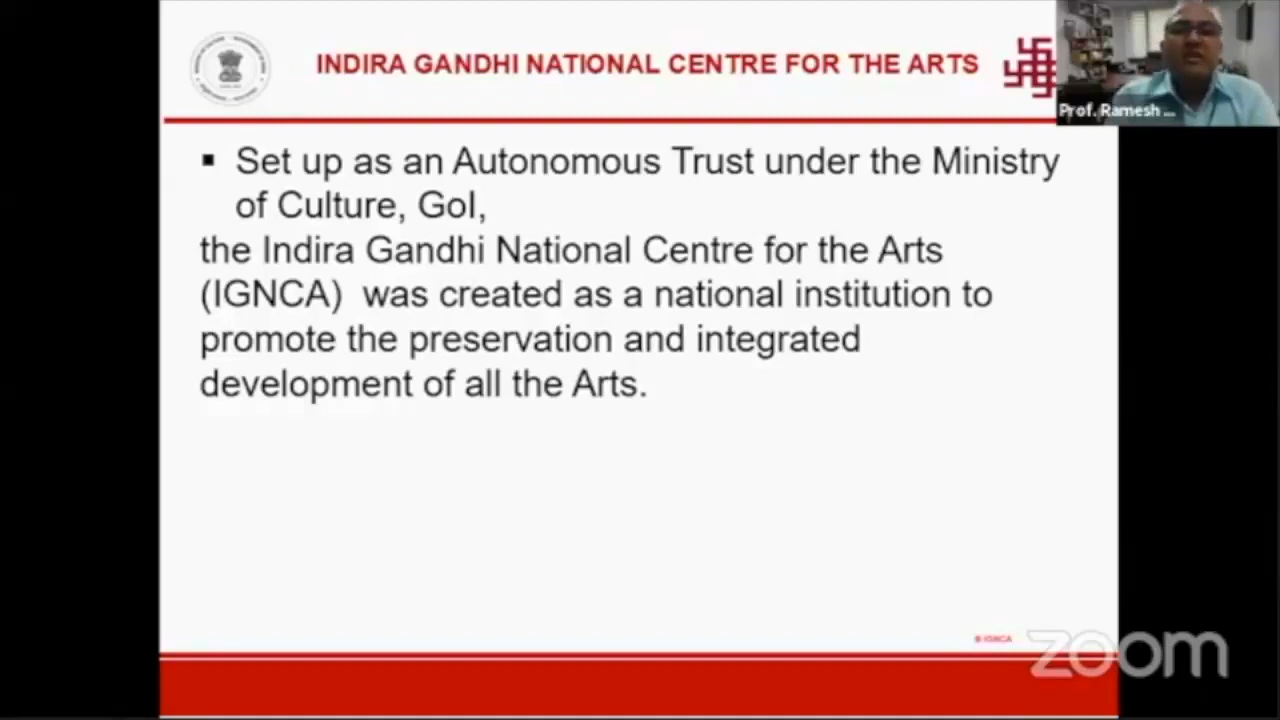 INDIRA GANDHI NATIONAL CENTRE FOR THE ARTS
Prof. Ramesh ...
▪ Set up as an Autonomous Trust under the Ministry
of Culture, GoI,
the Indira Gandhi National Centre for the Arts
(IGNCA) was created as a national institution to
promote the preservation and integrated
development of all the Arts.
© IGNCA
zoom